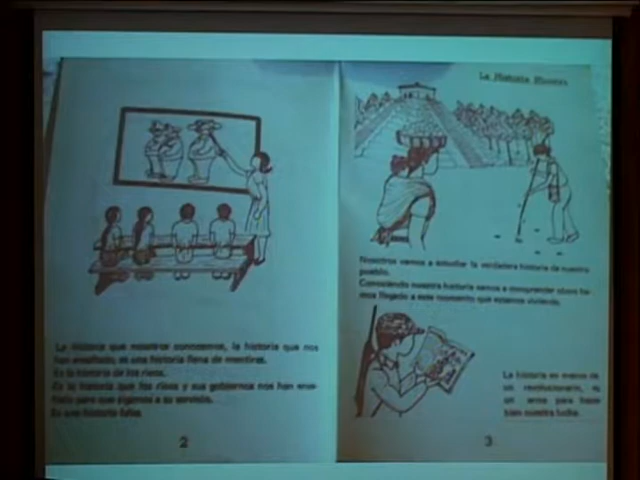 La historia que nosotros conocemos, la historia que nos
han enseñado, es una historia llena de mentiras.
Es la historia de los ricos.
Es la historia que los ricos y sus gobiernos nos han ense-
ñado para que sigamos a su servicio.
Es una historia falsa
2
La Historia
Nosotros vamos a estudiar la verdadera historia de nuestro
pueblo.
Conociendo nuestra historia vamos a comprender cómo he-
mos llegado a este momento que estamos viviendo.
La historia en manos de
un revolucionario, es
un arma para hacer
bien nuestra lucha.
3